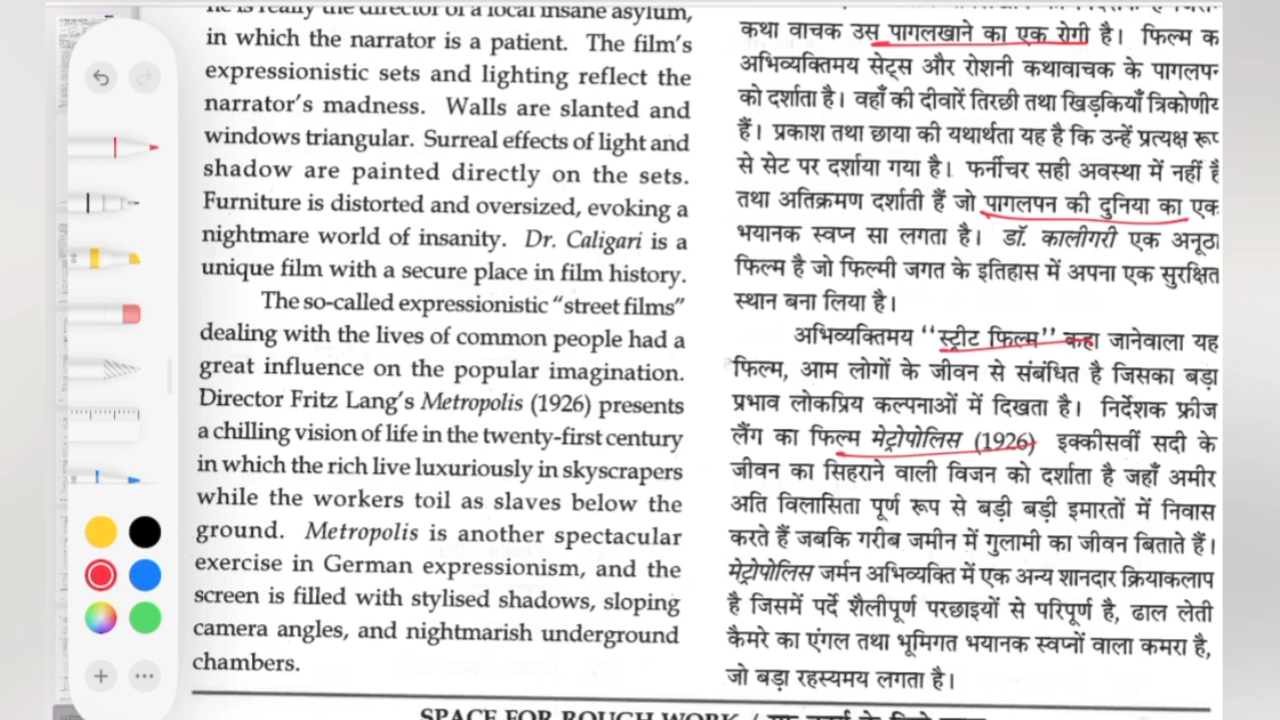 he is really the director of a local insane asylum,
in which the narrator is a patient. The film's
expressionistic sets and lighting reflect the
narrator's madness. Walls are slanted and
windows triangular. Surreal effects of light and
shadow are painted directly on the sets.
Furniture is distorted and oversized, evoking a
nightmare world of insanity. Dr. Caligari is a
unique film with a secure place in film history.
The so-called expressionistic “street films”
dealing with the lives of common people had a
great influence on the popular imagination.
Director Fritz Lang's Metropolis (1926) presents
a chilling vision of life in the twenty-first century
in which the rich live luxuriously in skyscrapers
while the workers toil as slaves below the
ground. Metropolis is another spectacular
exercise in German expressionism, and the
screen is filled with stylised shadows, sloping
camera angles, and nightmarish underground
chambers.
कथा वाचक उस पागलखाने का एक रोगी है। फिल्म क
अभिव्यक्तिमय सेट्स और रोशनी कथावाचक के पागलप
को दर्शाता है। वहाँ की दीवारें तिरछी तथा खिड़कियाँ त्रिकोणीय
हैं। प्रकाश तथा छाया की यथार्थता यह है कि उन्हें प्रत्यक्ष रूप
से सेट पर दर्शाया गया है। फर्नीचर सही अवस्था में नहीं है
तथा अतिक्रमण दर्शाती हैं जो पागलपन की दुनिया का एक
भयानक स्वप्न सा लगता है। डॉ. कालीगरी एक अनूठा
फिल्म है जो फिल्मी जगत के इतिहास में अपना एक सुरक्षित
स्थान बना लिया है।
अभिव्यक्तिमय ‘‘स्ट्रीट फिल्म’’ कहा जानेवाला यह
फिल्म, आम लोगों के जीवन से संबंधित है जिसका बड़ा
प्रभाव लोकप्रिय कल्पनाओं में दिखता है। निर्देशक फ्रीज
लैंग का फिल्म मेट्रोपोलिस (1926) इक्कीसवीं सदी के
जीवन का सिहराने वाली विजन को दर्शाता है जहाँ अमीर
अति विलासिता पूर्ण रूप से बड़ी बड़ी इमारतों में निवास
करते हैं जबकि गरीब जमीन में गुलामी का जीवन बिताते हैं।
मेट्रोपोलिस जर्मन अभिव्यक्ति में एक अन्य शानदार क्रियाकलाप
है जिसमें पर्दे शैलीपूर्ण परछाइयों से परिपूर्ण है, ढाल लेती
कैमरे का एंगल तथा भूमिगत भयानक स्वप्नों वाला कमरा है,
जो बड़ा रहस्यमय लगता है।
SPACE FOR ROUGH WORK /